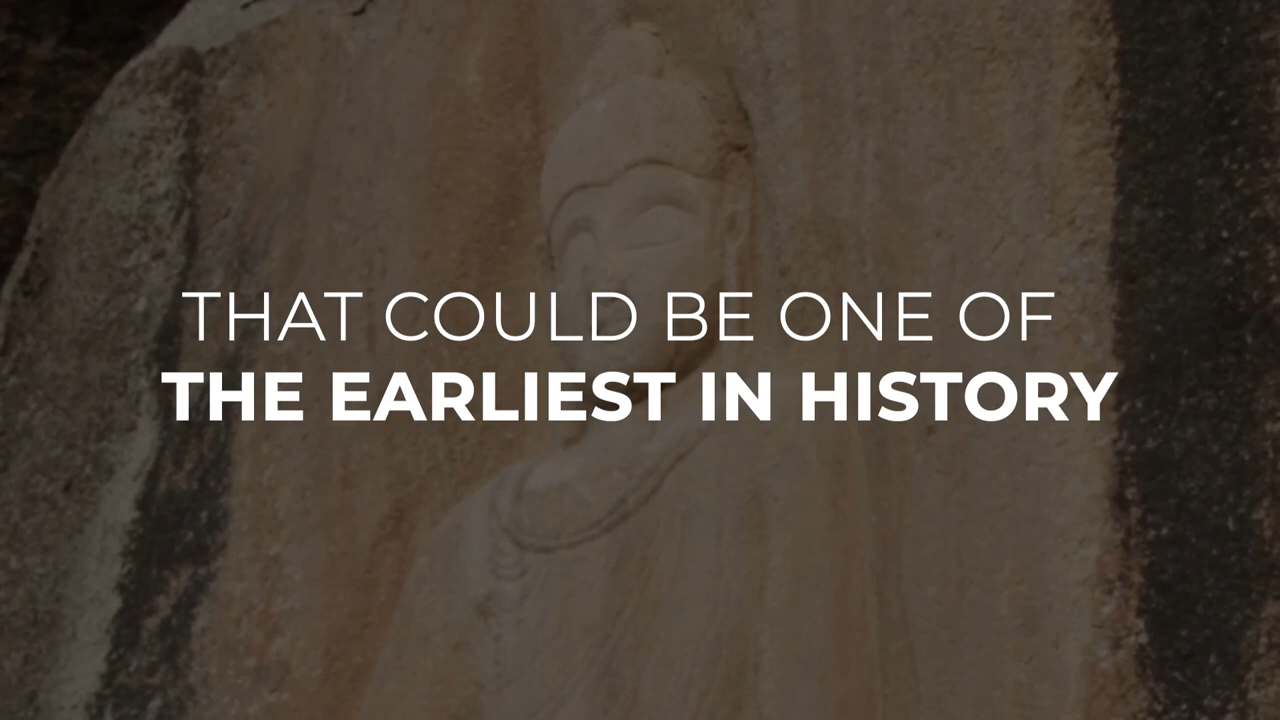 THAT COULD BE ONE OF
THE EARLIEST IN HISTORY